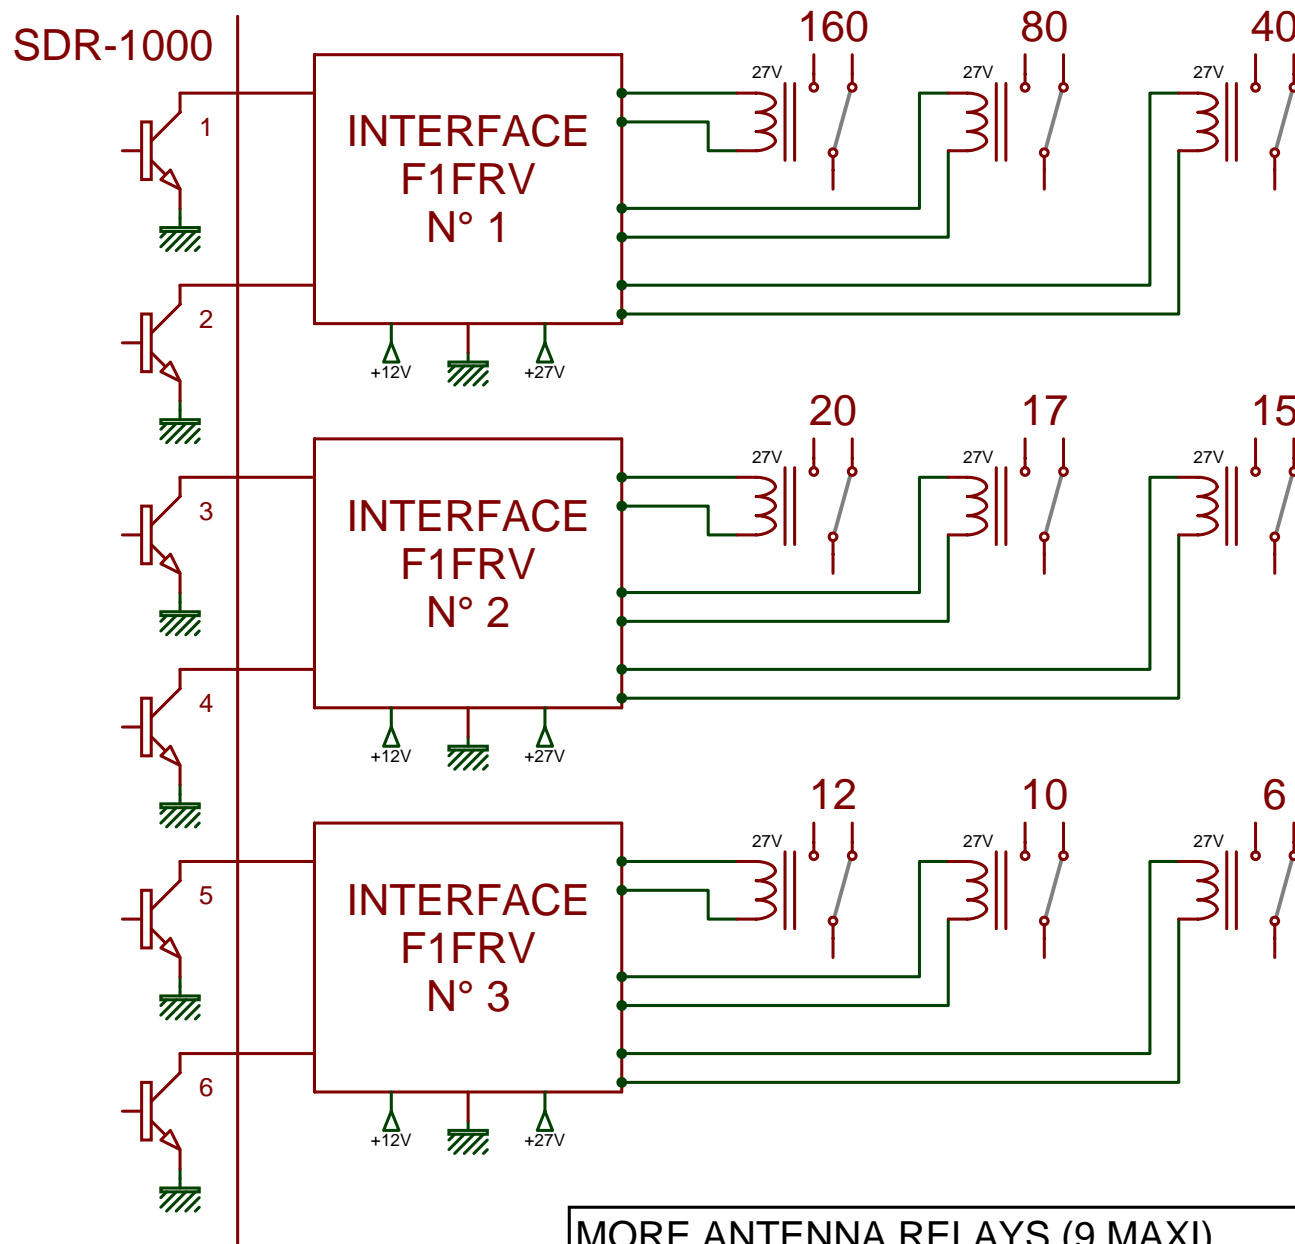 SDR-1000
160
80
40
1
INTERFACE
F1FRV
N° 1
27V
27V
27V
2
+12V
+27V
20
17
15
3
INTERFACE
F1FRV
N° 2
27V
27V
27V
4
+12V
+27V
12
10
6
5
INTERFACE
F1FRV
N° 3
27V
27V
27V
6
+12V
+27V
MORE ANTENNA RELAYS (9 MAXI)